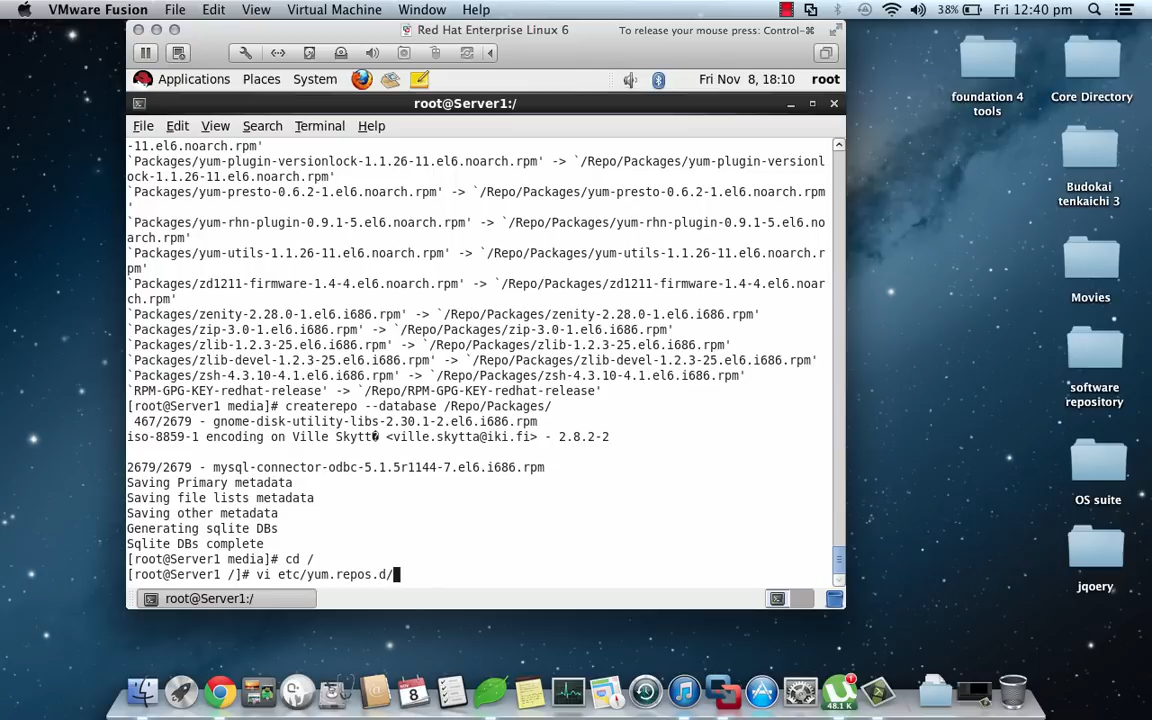 VMware Fusion File Edit View Virtual Machine Window Help 38% Fri 12:40 pm
Red Hat Enterprise Linux 6 To release your mouse press: Control-⌘
Applications Places System Fri Nov 8, 18:10 root
root@Server1:/
File Edit View Search Terminal Help
-11.el6.noarch.rpm'
`Packages/yum-plugin-versionlock-1.1.26-11.el6.noarch.rpm' -> `/Repo/Packages/yum-plugin-versionl
ock-1.1.26-11.el6.noarch.rpm'
`Packages/yum-presto-0.6.2-1.el6.noarch.rpm' -> `/Repo/Packages/yum-presto-0.6.2-1.el6.noarch.rpm
'
`Packages/yum-rhn-plugin-0.9.1-5.el6.noarch.rpm' -> `/Repo/Packages/yum-rhn-plugin-0.9.1-5.el6.no
arch.rpm'
`Packages/yum-utils-1.1.26-11.el6.noarch.rpm' -> `/Repo/Packages/yum-utils-1.1.26-11.el6.noarch.r
pm'
`Packages/zd1211-firmware-1.4-4.el6.noarch.rpm' -> `/Repo/Packages/zd1211-firmware-1.4-4.el6.noar
ch.rpm'
`Packages/zenity-2.28.0-1.el6.i686.rpm' -> `/Repo/Packages/zenity-2.28.0-1.el6.i686.rpm'
`Packages/zip-3.0-1.el6.i686.rpm' -> `/Repo/Packages/zip-3.0-1.el6.i686.rpm'
`Packages/zlib-1.2.3-25.el6.i686.rpm' -> `/Repo/Packages/zlib-1.2.3-25.el6.i686.rpm'
`Packages/zlib-devel-1.2.3-25.el6.i686.rpm' -> `/Repo/Packages/zlib-devel-1.2.3-25.el6.i686.rpm'
`Packages/zsh-4.3.10-4.1.el6.i686.rpm' -> `/Repo/Packages/zsh-4.3.10-4.1.el6.i686.rpm'
`RPM-GPG-KEY-redhat-release' -> `/Repo/RPM-GPG-KEY-redhat-release'
[root@Server1 media]# createrepo --database /Repo/Packages/
467/2679 - gnome-disk-utility-libs-2.30.1-2.el6.i686.rpm
iso-8859-1 encoding on Ville Skytt� <ville.skytta@iki.fi> - 2.8.2-2
2679/2679 - mysql-connector-odbc-5.1.5r1144-7.el6.i686.rpm
Saving Primary metadata
Saving file lists metadata
Saving other metadata
Generating sqlite DBs
Sqlite DBs complete
[root@Server1 media]# cd /
[root@Server1 /]# vi etc/yum.repos.d/
root@Server1:/
foundation 4
tools
Core Directory
Budokai
tenkaichi 3
Movies
software
repository
OS suite
jqoery
8
1
48.1 K